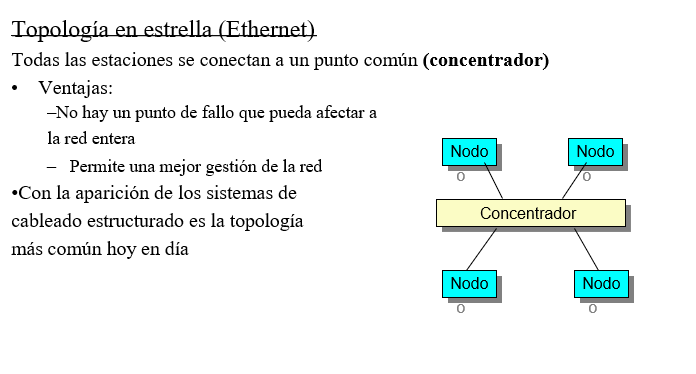 Topología en estrella (Ethernet)
Todas las estaciones se conectan a un punto común (concentrador)
• Ventajas:
–No hay un punto de fallo que pueda afectar a
la red entera
– Permite una mejor gestión de la red
•Con la aparición de los sistemas de
cableado estructurado es la topología
más común hoy en día
Nodo
o
Nodo
o
Concentrador
Nodo
o
Nodo
o